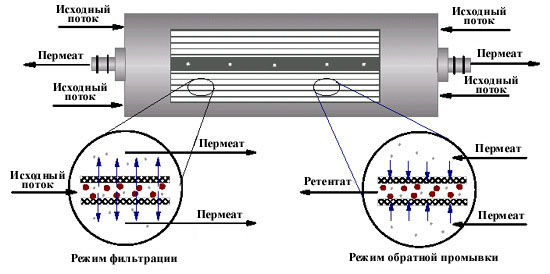 Исходный
поток
Исходный
поток
Пермеат
Пермеат
Исходный
поток
Исходный
поток
Пермеат
Пермеат
Исходный
поток
Ретентат
Пермеат
Пермеат
Режим фильтрации
Режим обратной промывки